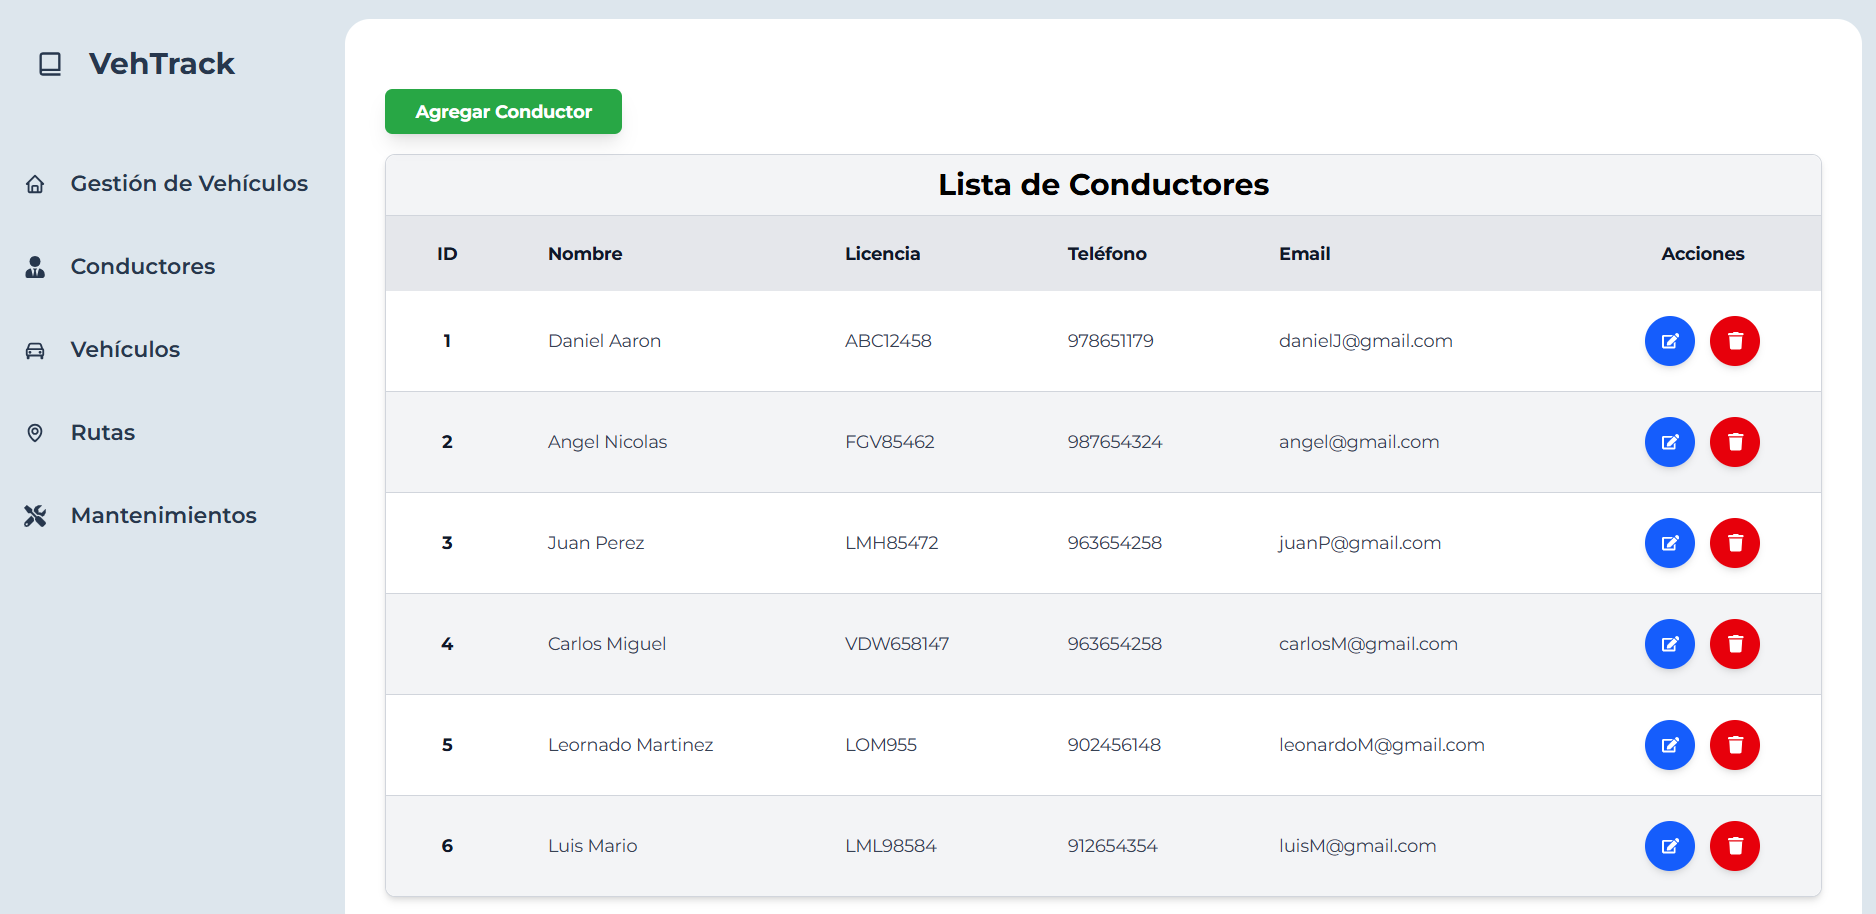 VehTrack
Gestión de Vehículos
Conductores
Vehículos
Rutas
Mantenimientos
Agregar Conductor
Lista de Conductores
ID Nombre Licencia Teléfono Email Acciones
1 Daniel Aaron ABC12458 978651179 danielJ@gmail.com
2 Angel Nicolas FGV85462 987654324 angel@gmail.com
3 Juan Perez LMH85472 963654258 juanP@gmail.com
4 Carlos Miguel VDW658147 963654258 carlosM@gmail.com
5 Leornado Martinez LOM955 902456148 leonardoM@gmail.com
6 Luis Mario LML98584 912654354 luisM@gmail.com